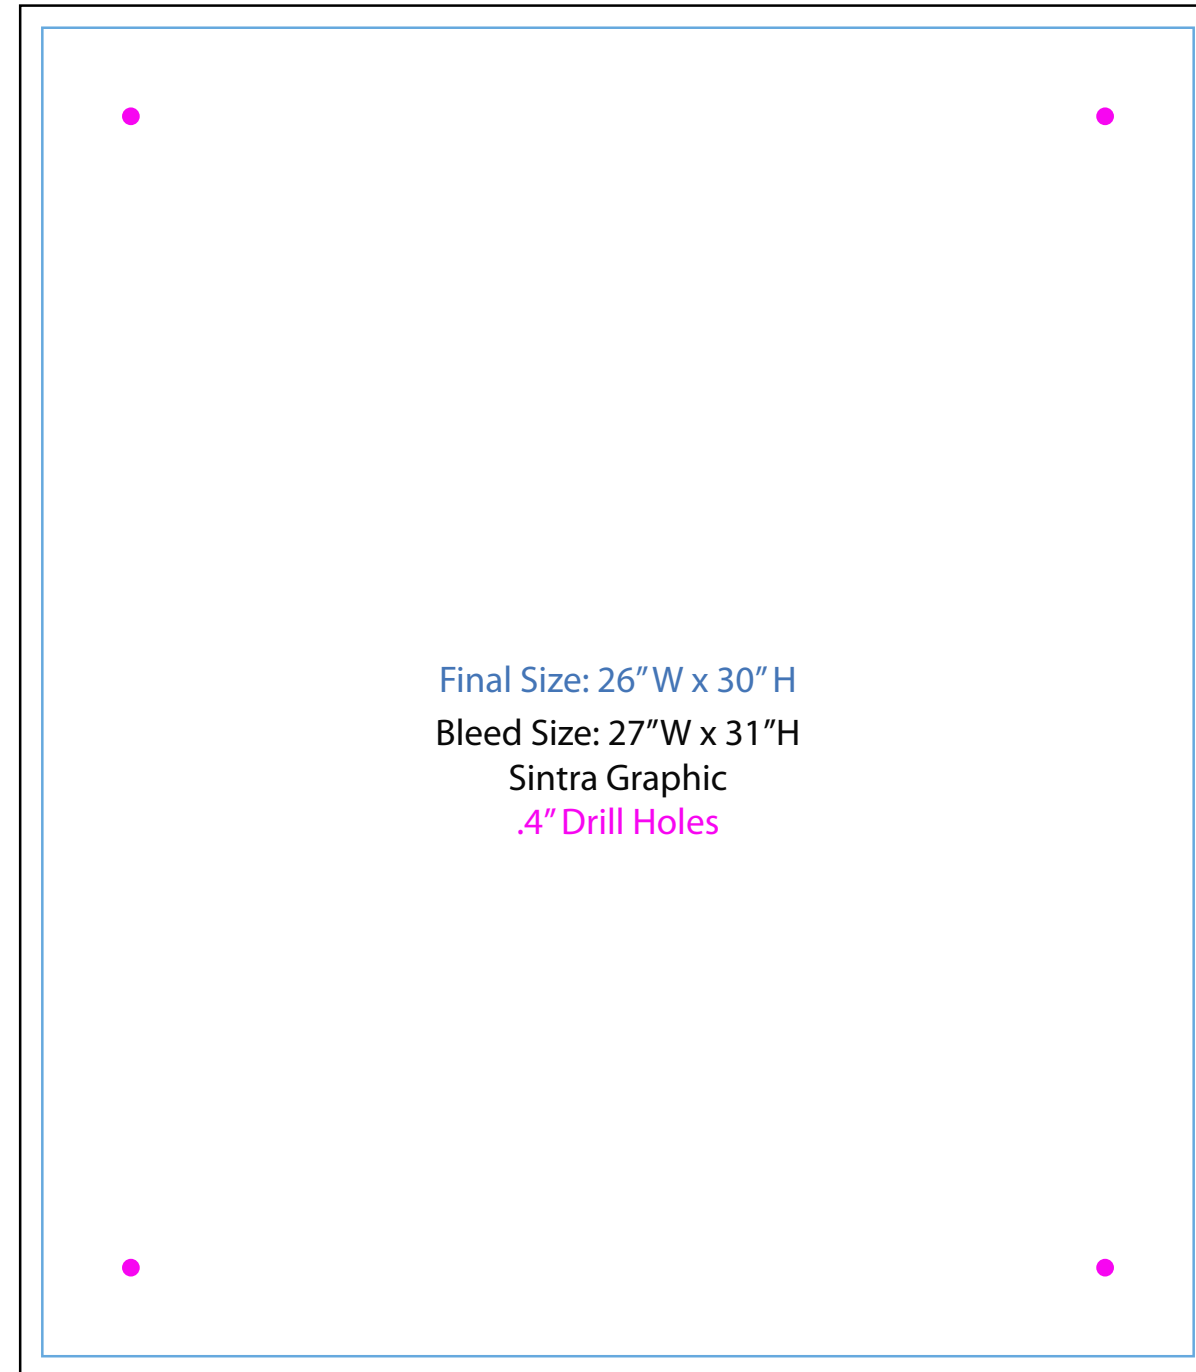 Final Size: 26” W x 30” H
Bleed Size: 27”W x 31”H
Sintra Graphic
.4” Drill Holes